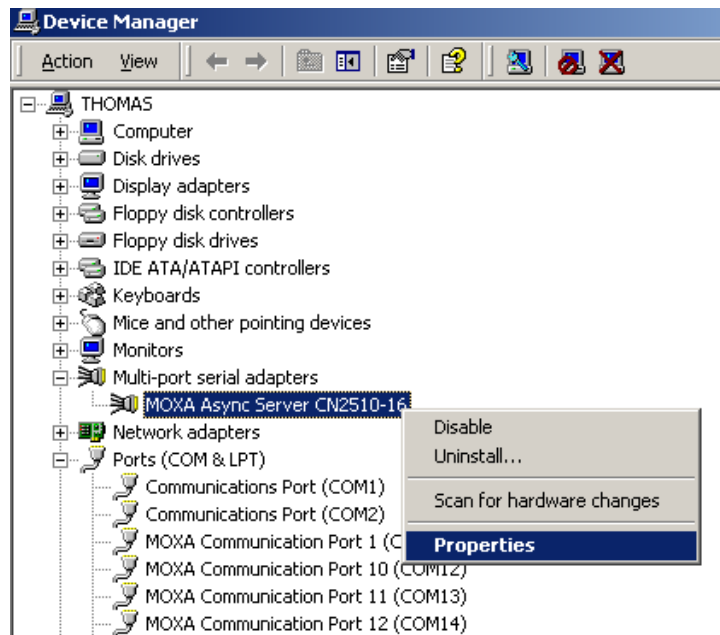 Device Manager
Action View
THOMAS
Computer
Disk drives
Display adapters
Floppy disk controllers
Floppy disk drives
IDE ATA/ATAPI controllers
Keyboards
Mice and other pointing devices
Monitors
Multi-port serial adapters
MOXA Async Server CN2510-16
Network adapters
Ports (COM & LPT)
Communications Port (COM1)
Communications Port (COM2)
MOXA Communication Port 1 (C
MOXA Communication Port 10 (COM12)
MOXA Communication Port 11 (COM13)
MOXA Communication Port 12 (COM14)
Disable
Uninstall...
Scan for hardware changes
Properties